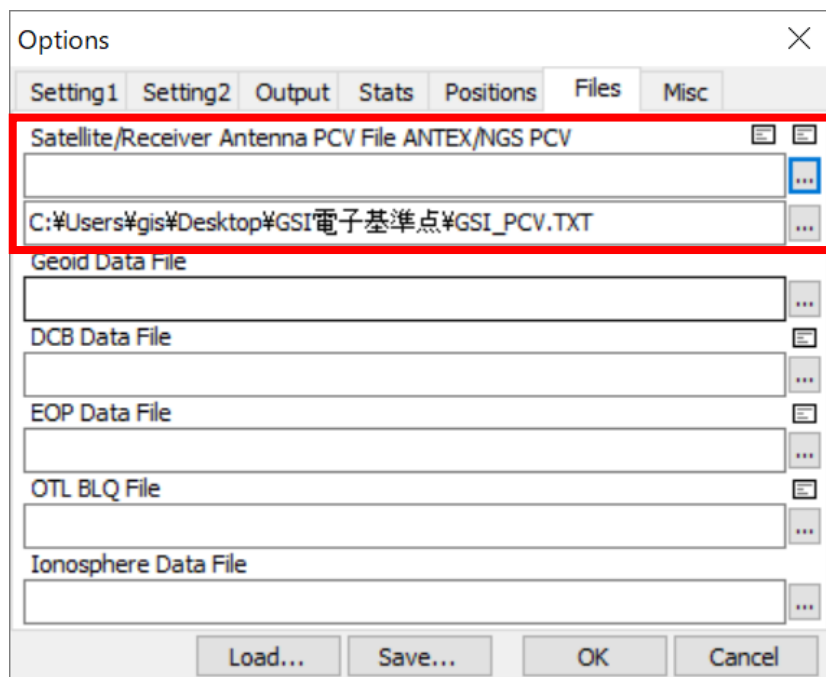 Options
Setting1 Setting2 Output Stats Positions Files Misc
Satellite/Receiver Antenna PCV File ANTEX/NGS PCV
...
C:¥Users¥gis¥Desktop¥GSI電子基準点¥GSI_PCV.TXT
...
Geoid Data File
...
DCB Data File
...
EOP Data File
...
OTL BLQ File
...
Ionosphere Data File
...
Load... Save... OK Cancel